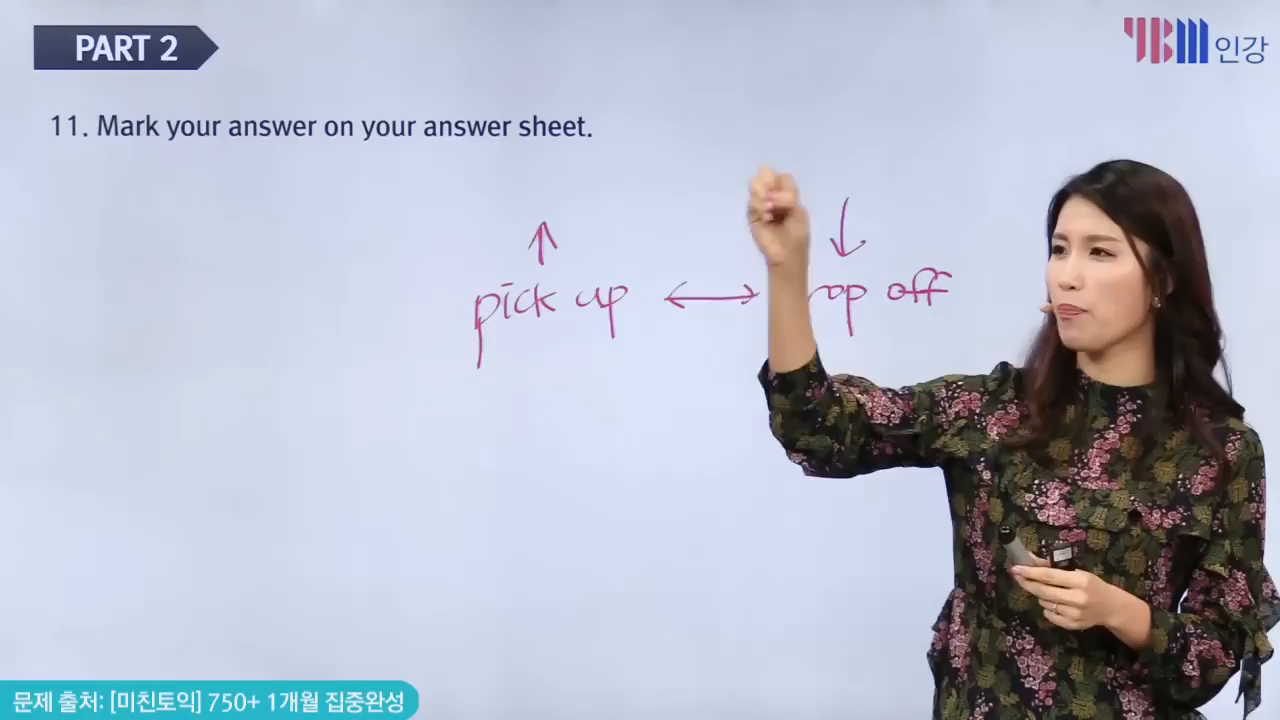 PART 2
YBM 인강
11. Mark your answer on your answer sheet.
pick up ↔ rop off
문제 출처: [미친토익] 750+ 1개월 집중완성